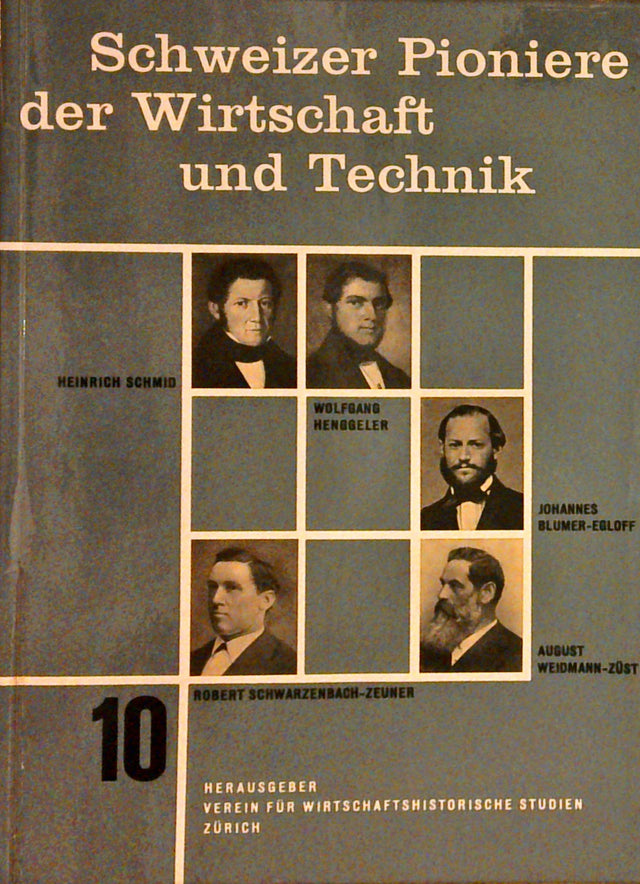 Schweizer Pioniere
der Wirtschaft
und Technik
HEINRICH SCHMID
WOLFGANG
HENGGELER
JOHANNES
BLUMER-EGLOFF
AUGUST
WEIDMANN-ZÜST
ROBERT SCHWARZENBACH-ZEUNER
10
HERAUSGEBER
VEREIN FÜR WIRTSCHAFTSHISTORISCHE STUDIEN
ZÜRICH